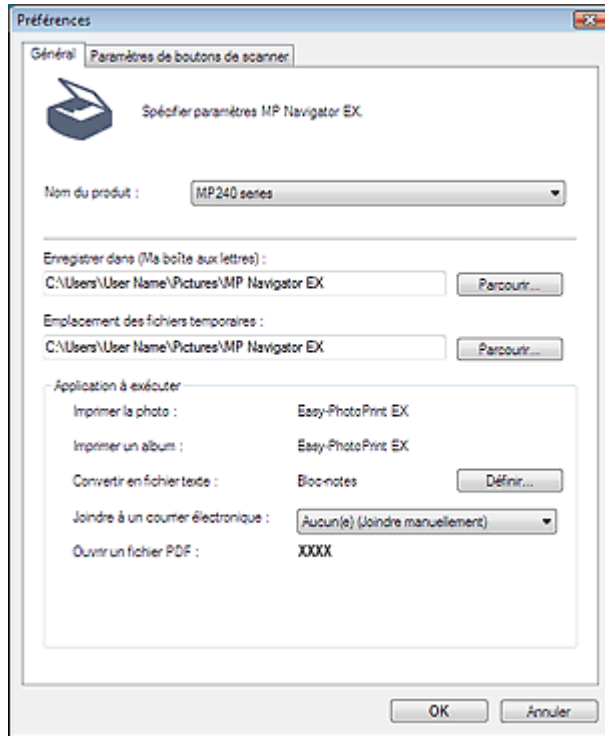 Préférences
Général Paramètres de boutons de scanner
Spécifier paramètres MP Navigator EX.
Nom du produit : MP240 series
Enregistrer dans (Ma boîte aux lettres) :
C:\Users\User Name\Pictures\MP Navigator EX Parcourir...
Emplacement des fichiers temporaires :
C:\Users\User Name\Pictures\MP Navigator EX Parcourir...
Application à exécuter
Imprimer la photo : Easy-PhotoPrint EX
Imprimer un album : Easy-PhotoPrint EX
Convertir en fichier texte : Bloc-notes Définir...
Joindre à un courrier électronique : Aucun(e) (Joindre manuellement)
Ouvrir un fichier PDF : XXXX
OK Annuler